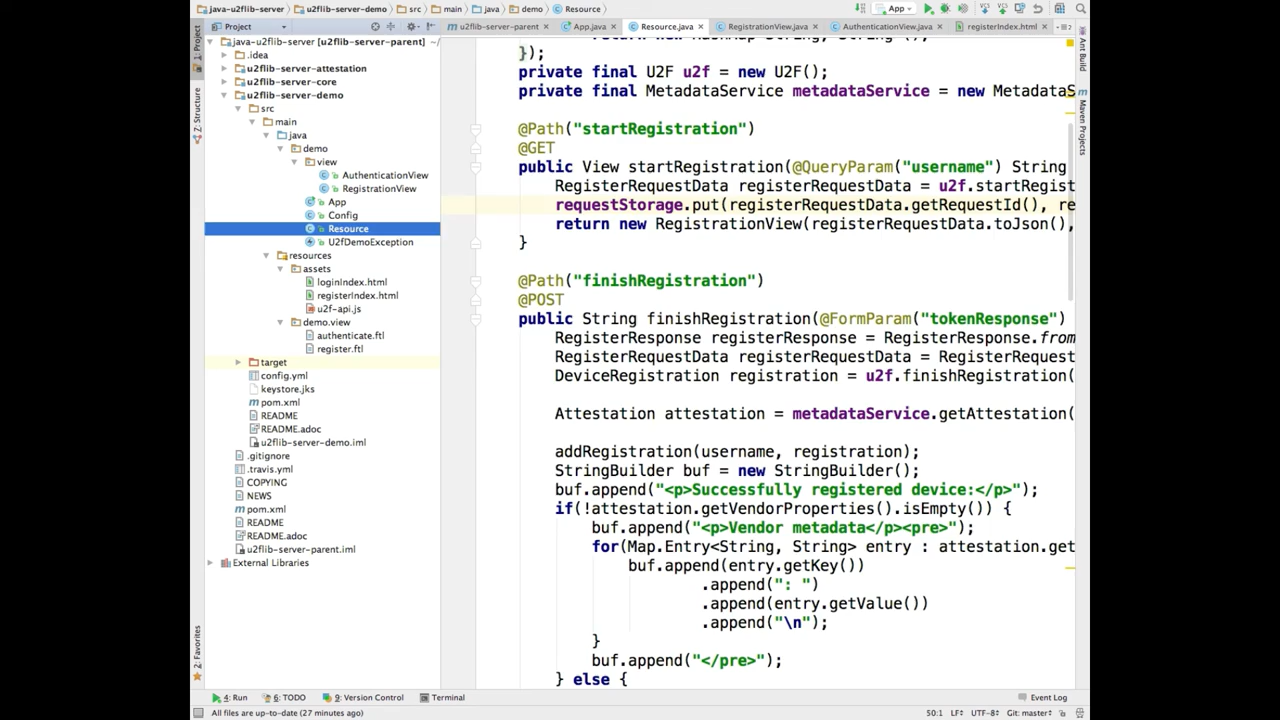 java-u2flib-server u2flib-server-demo src main java demo Resource App
Project u2flib-server-parent App.java Resource.java RegistrationView.java AuthenticationView.java registerIndex.html
1: Project
Z: Structure
2: Favorites
Ant Build
Maven Projects
java-u2flib-server [u2flib-server-parent] ~/
.idea
u2flib-server-attestation
u2flib-server-core
u2flib-server-demo
src
main
java
demo
view
AuthenticationView
RegistrationView
App
Config
Resource
U2fDemoException
resources
assets
loginIndex.html
registerIndex.html
u2f-api.js
demo.view
authenticate.ftl
register.ftl
target
config.yml
keystore.jks
pom.xml
README
README.adoc
u2flib-server-demo.iml
.gitignore
.travis.yml
COPYING
NEWS
pom.xml
README
README.adoc
u2flib-server-parent.iml
External Libraries
});
private final U2F u2f = new U2F();
private final MetadataService metadataService = new MetadataS
@Path("startRegistration")
@GET
public View startRegistration(@QueryParam("username") String
RegisterRequestData registerRequestData = u2f.startRegist
requestStorage.put(registerRequestData.getRequestId(), re
return new RegistrationView(registerRequestData.toJson(),
}
@Path("finishRegistration")
@POST
public String finishRegistration(@FormParam("tokenResponse")
RegisterResponse registerResponse = RegisterResponse.from
RegisterRequestData registerRequestData = RegisterRequest
DeviceRegistration registration = u2f.finishRegistration(
Attestation attestation = metadataService.getAttestation(
addRegistration(username, registration);
StringBuilder buf = new StringBuilder();
buf.append("<p>Successfully registered device:</p>");
if(!attestation.getVendorProperties().isEmpty()) {
buf.append("<p>Vendor metadata</p><pre>");
for(Map.Entry<String, String> entry : attestation.get
buf.append(entry.getKey())
.append(": ")
.append(entry.getValue())
.append("\n");
}
buf.append("</pre>");
} else {
4: Run 6: TODO 9: Version Control Terminal Event Log
All files are up-to-date (27 minutes ago) 50:1 LF UTF-8 Git: master